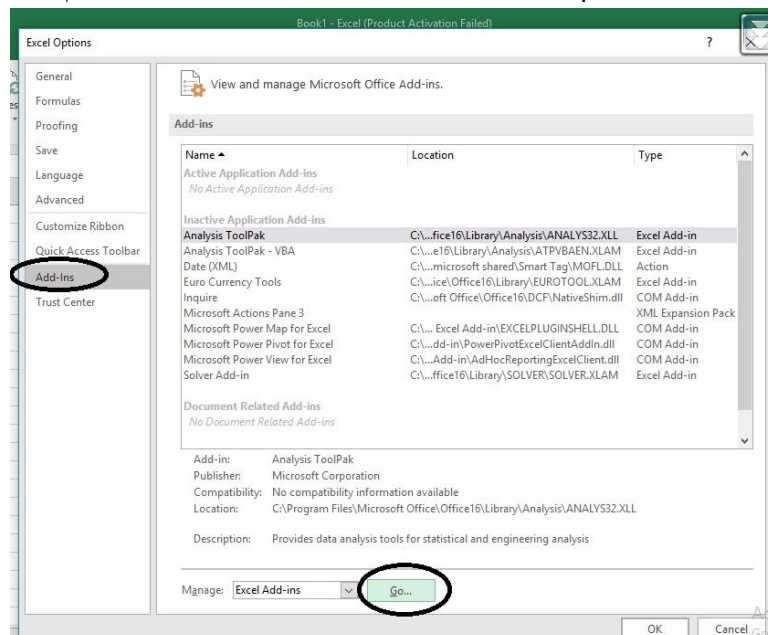 Book1 - Excel (Product Activation Failed)
Excel Options ?
General
Formulas
Proofing
Save
Language
Advanced
Customize Ribbon
Quick Access Toolbar
Add-Ins
Trust Center
View and manage Microsoft Office Add-ins.
Add-ins
Name Location Type
Active Application Add-ins
No Active Application Add-ins
Inactive Application Add-ins
Analysis ToolPak C:\...fice16\Library\Analysis\ANALYS32.XLL Excel Add-in
Analysis ToolPak - VBA C:\...e16\Library\Analysis\ATPVBAEN.XLAM Excel Add-in
Date (XML) C:\...microsoft shared\Smart Tag\MOFL.DLL Action
Euro Currency Tools C:\...ice\Office16\Library\EUROTOOL.XLAM Excel Add-in
Inquire C:\...oft Office\Office16\DCF\NativeShim.dll COM Add-in
Microsoft Actions Pane 3 XML Expansion Pack
Microsoft Power Map for Excel C:\... Excel Add-in\EXCELPLUGINSHELL.DLL COM Add-in
Microsoft Power Pivot for Excel C:\...dd-in\PowerPivotExcelClientAddIn.dll COM Add-in
Microsoft Power View for Excel C:\...Add-in\AdHocReportingExcelClient.dll COM Add-in
Solver Add-in C:\...ffice16\Library\SOLVER\SOLVER.XLAM Excel Add-in
Document Related Add-ins
No Document Related Add-ins
Add-in: Analysis ToolPak
Publisher: Microsoft Corporation
Compatibility: No compatibility information available
Location: C:\Program Files\Microsoft Office\Office16\Library\Analysis\ANALYS32.XLL
Description: Provides data analysis tools for statistical and engineering analysis
Manage: Excel Add-ins Go...
OK Cancel